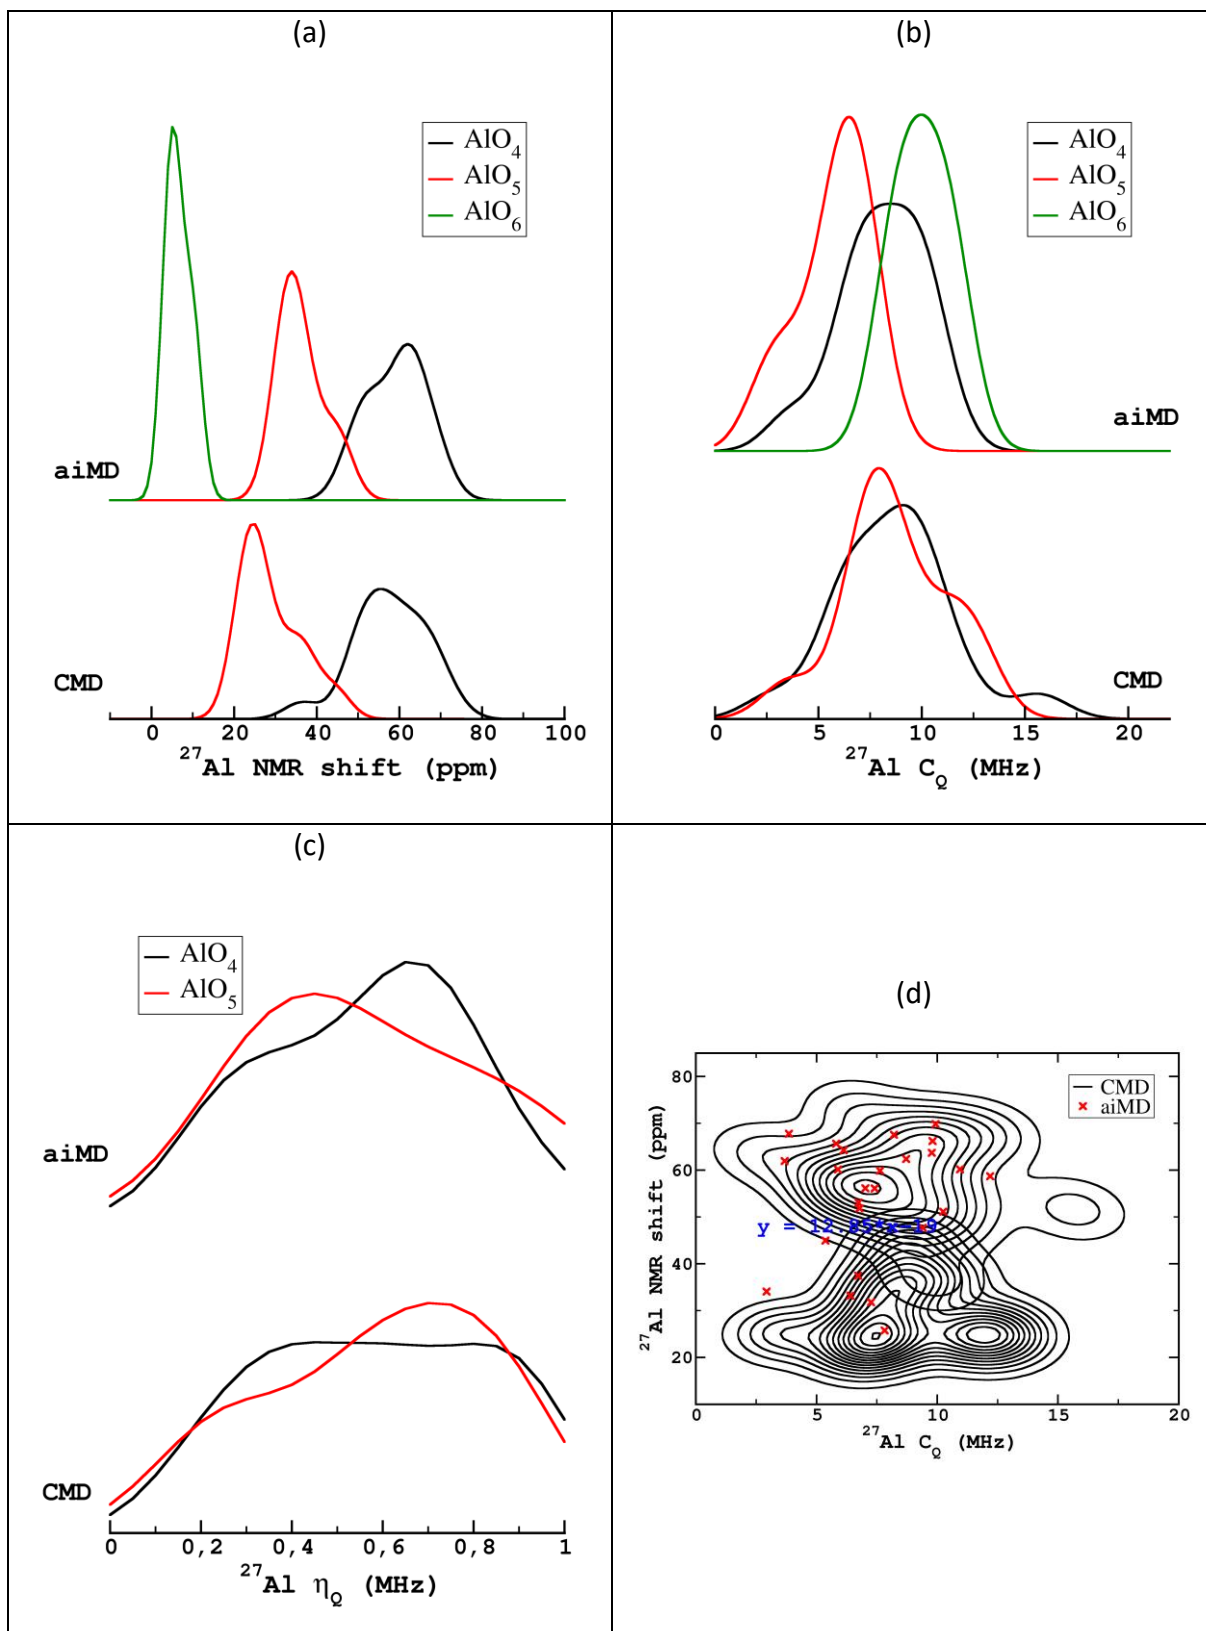 (a)
AlO4
AlO5
AlO6
aiMD
CMD
0 20 40 60 80 100
27Al NMR shift (ppm)
(b)
AlO4
AlO5
AlO6
aiMD
CMD
0 5 10 15 20
27Al CQ (MHz)
(c)
AlO4
AlO5
aiMD
CMD
0 0,2 0,4 0,6 0,8 1
27Al ηQ (MHz)
(d)
CMD
aiMD
80
60
40
20
27Al NMR shift (ppm)
0 5 10 15 20
27Al CQ (MHz)